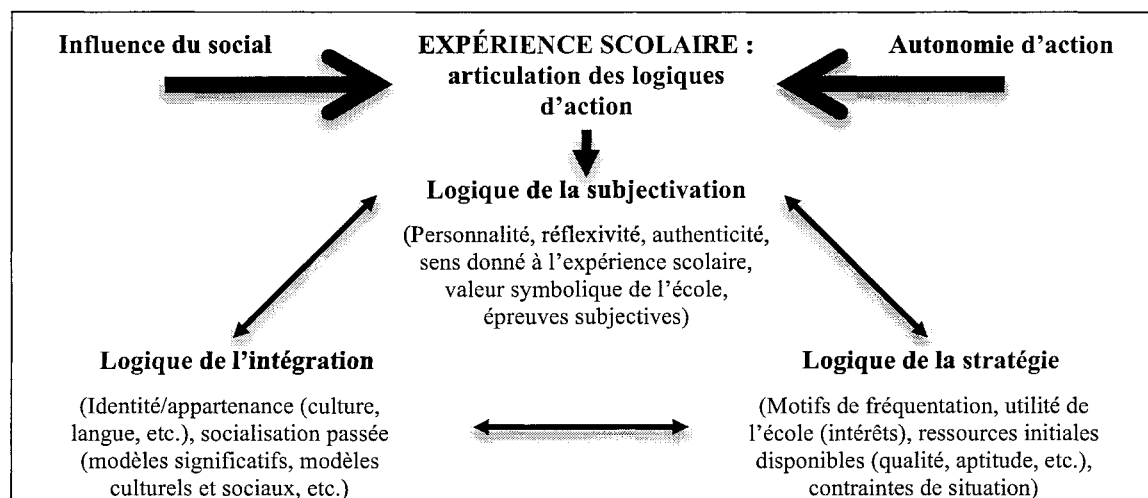 Influence du social
EXPÉRIENCE SCOLAIRE :
articulation des logiques
d'action
Autonomie d'action
Logique de la subjectivation
(Personnalité, réflexivité, authenticité,
sens donné à l'expérience scolaire,
valeur symbolique de l'école,
épreuves subjectives)
Logique de l'intégration
(Identité/appartenance (culture,
langue, etc.), socialisation passée
(modèles significatifs, modèles
culturels et sociaux, etc.)
Logique de la stratégie
(Motifs de fréquentation, utilité de
l'école (intérêts), ressources initiales
disponibles (qualité, aptitude, etc.),
contraintes de situation)